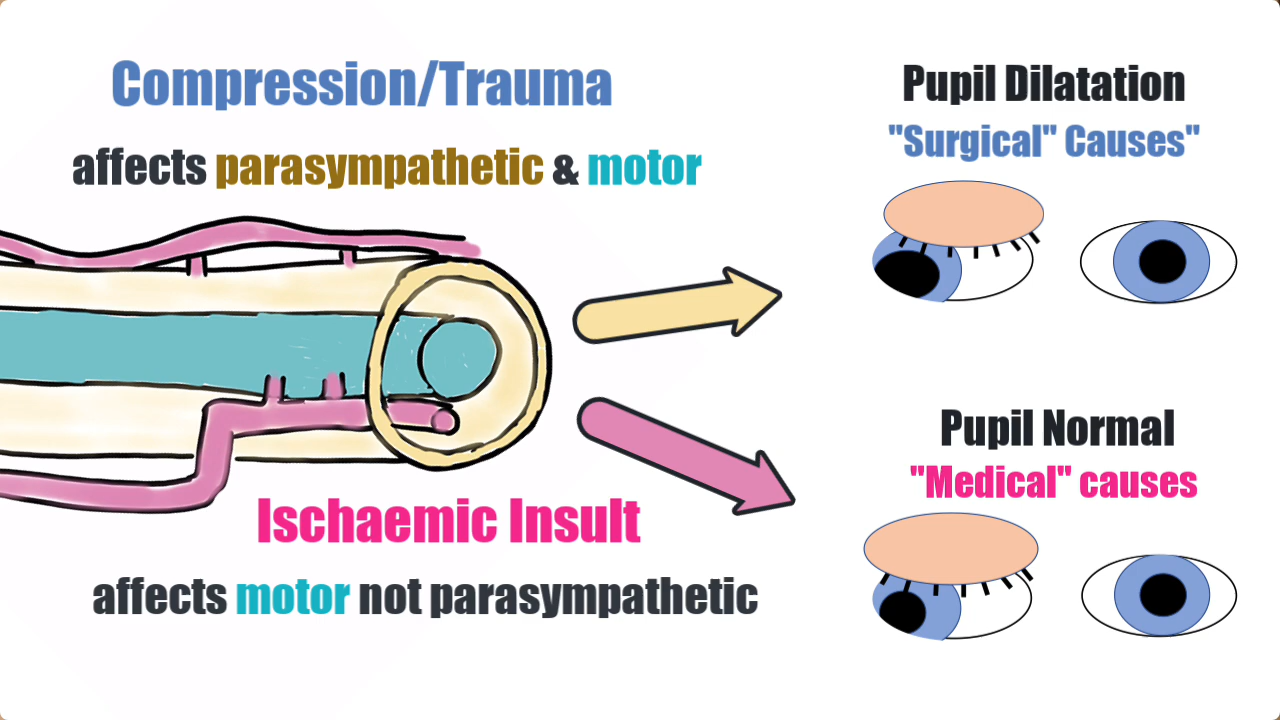 Compression/Trauma
affects parasympathetic & motor
Ischaemic Insult
affects motor not parasympathetic
Pupil Dilatation
"Surgical" Causes"
Pupil Normal
"Medical" causes